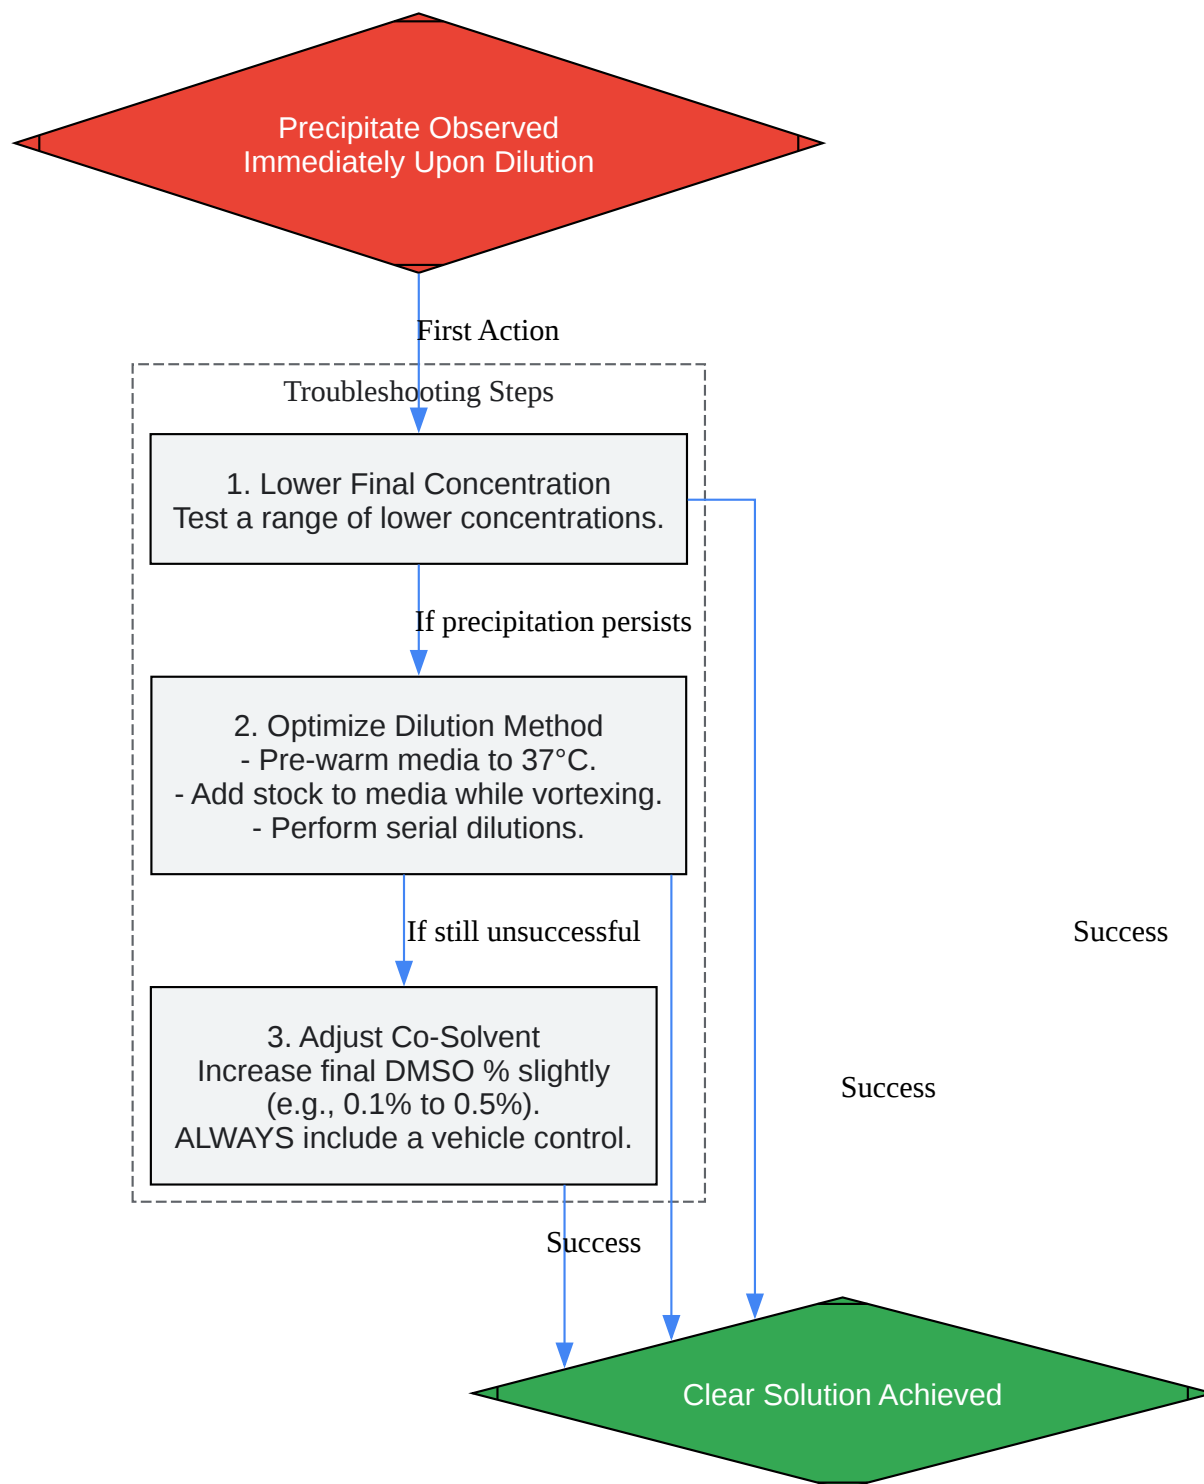 Precipitate Observed
Immediately Upon Dilution
First Action
Troubleshooting Steps
1. Lower Final Concentration
Test a range of lower concentrations.
If precipitation persists
2. Optimize Dilution Method
- Pre-warm media to 37°C.
- Add stock to media while vortexing.
- Perform serial dilutions.
If still unsuccessful
Success
3. Adjust Co-Solvent
Increase final DMSO % slightly
(e.g., 0.1% to 0.5%).
ALWAYS include a vehicle control.
Success
Success
Clear Solution Achieved